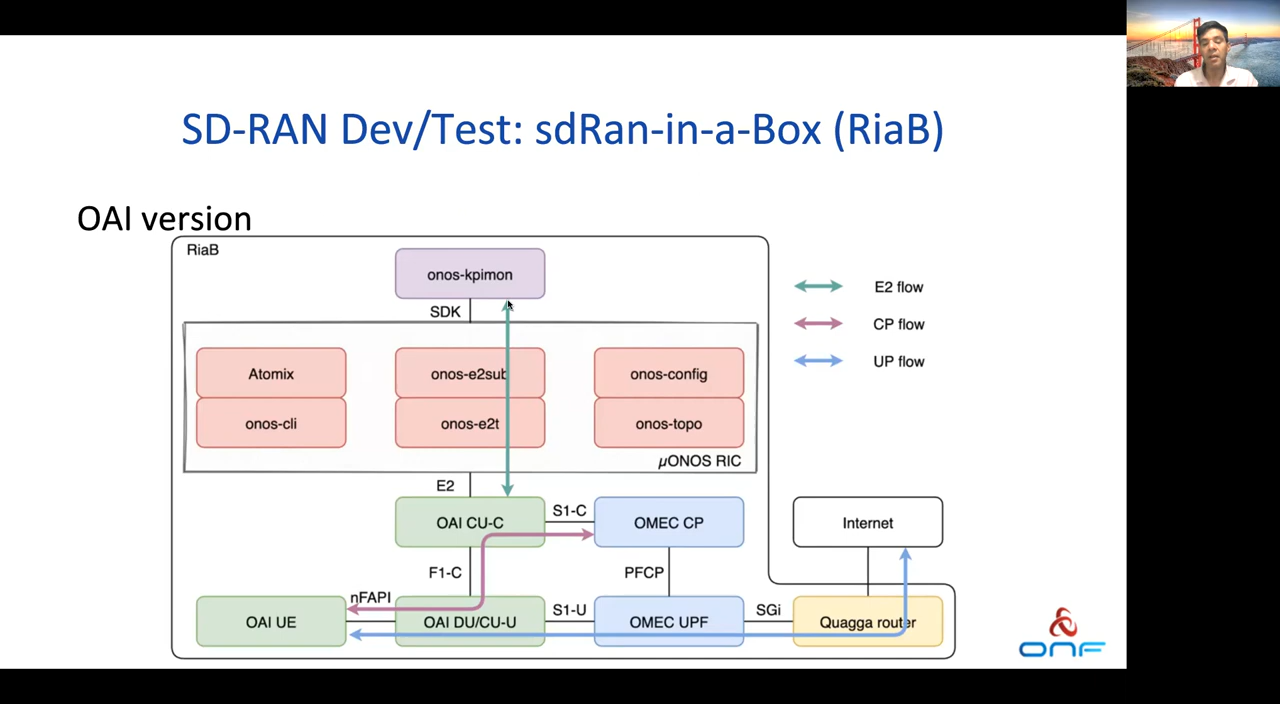 SD-RAN Dev/Test: sdRan-in-a-Box (RiaB)
OAI version
RiaB
onos-kpimon
SDK
E2 flow
CP flow
UP flow
Atomix
onos-e2sub
onos-config
onos-cli
onos-e2t
onos-topo
µONOS RIC
E2
OAI CU-C
S1-C
OMEC CP
Internet
F1-C
PFCP
nFAPI
OAI UE
OAI DU/CU-U
S1-U
OMEC UPF
SGi
Quagga router
ONF